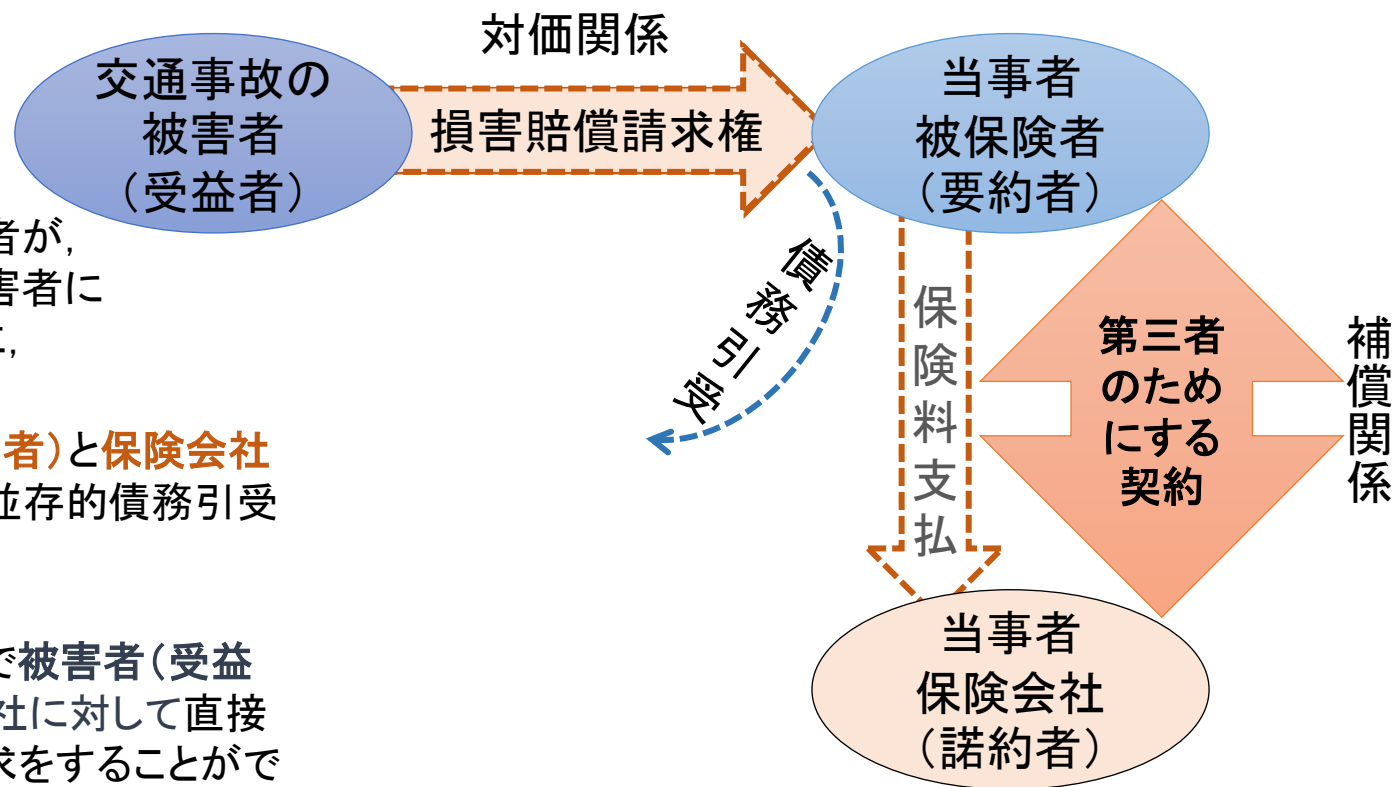 対価関係
交通事故の
被害者
（受益者）
損害賠償請求権
当事者
被保険者
（要約者）
者が，
害者に
債務引受
保険料支払
第三者
のため
にする
契約
補償関係
者）と保険会社
並存的債務引受
で被害者（受益
社に対して直接
求をすることがで
当事者
保険会社
（諾約者）